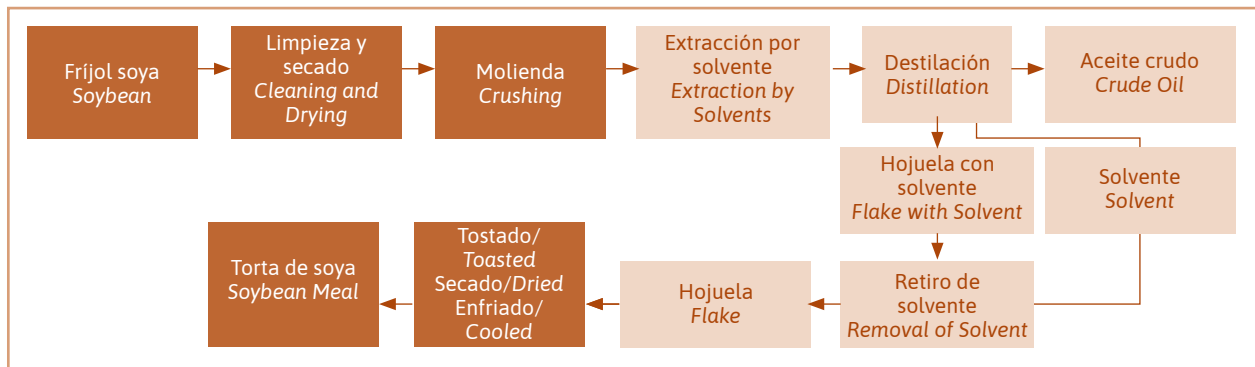 Fríjol soya
Soybean
Limpieza y
secado
Cleaning and
Drying
Molienda
Crushing
Extracción por
solvente
Extraction by
Solvents
Destilación
Distillation
Aceite crudo
Crude Oil
Hojuela con
solvente
Flake with Solvent
Solvente
Solvent
Retiro de
solvente
Removal of Solvent
Hojuela
Flake
Tostado/
Toasted
Secado/Dried
Enfriado/
Cooled
Torta de soya
Soybean Meal